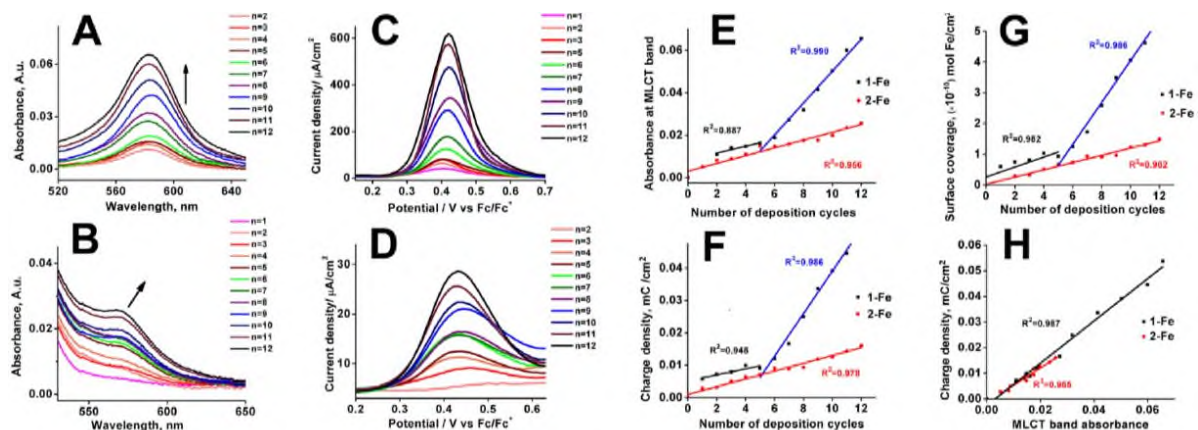 A
Absorbance, A.u.
0.06
0.03
0.00
520
560
600
640
Wavelength, nm
n=2
n=3
n=4
n=5
n=6
n=7
n=8
n=9
n=10
n=11
n=12
C
Current density/ µA/cm²
600
400
200
0
0.2
0.3
0.4
0.5
0.6
0.7
Potential / V vs Fc/Fc⁺
n=1
n=2
n=3
n=4
n=5
n=6
n=7
n=8
n=9
n=10
n=11
n=12
E
Absorbance at MLCT band
0.06
0.04
0.02
0.00
0
2
4
6
8
10
12
Number of deposition cycles
R²=0.990
R²=0.887
R²=0.956
1-Fe
2-Fe
G
Surface coverage, (×10⁻¹⁰) mol Fe/cm²
5
4
3
2
1
0
0
1
2
3
4
5
6
7
8
9
10
11
12
Number of deposition cycles
R²=0.986
R²=0.962
R²=0.902
1-Fe
2-Fe
B
Absorbance, A.u.
0.04
0.02
0.00
550
600
650
Wavelength, nm
n=1
n=2
n=3
n=4
n=5
n=6
n=7
n=8
n=9
n=10
n=11
n=12
D
Current density/ µA/cm²
30
20
10
0
0.2
0.3
0.4
0.5
0.6
Potential / V vs Fc/Fc⁺
n=2
n=3
n=4
n=5
n=6
n=7
n=8
n=9
n=10
n=11
n=12
F
Charge density, mC /cm²
0.04
0.02
0.00
0
2
4
6
8
10
12
Number of deposition cycles
R²=0.986
R²=0.978
1-Fe
2-Fe
H
Charge density, mC/cm²
0.06
0.05
0.04
0.03
0.02
0.01
0.00
0.00
0.02
0.04
0.06
MLCT band absorbance
R²=0.987
1-Fe
2-Fe